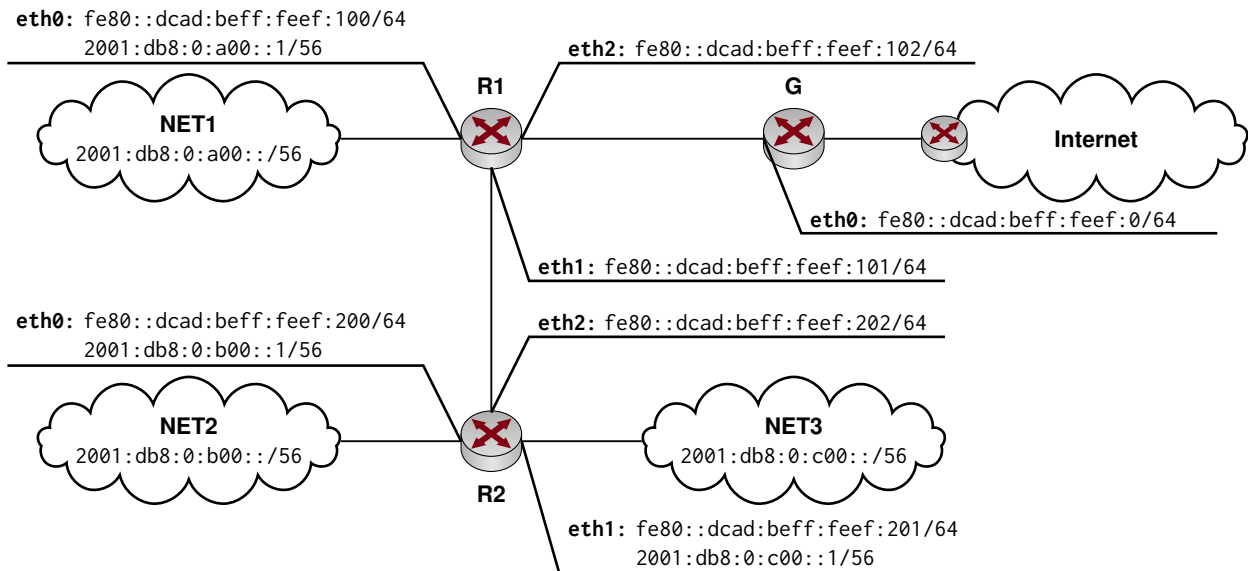 eth0: fe80::dcad:beff:feef:100/64
2001:db8:0:a00::1/56
eth2: fe80::dcad:beff:feef:102/64
R1
G
NET1
2001:db8:0:a00::/56
Internet
eth0: fe80::dcad:beff:feef:0/64
eth1: fe80::dcad:beff:feef:101/64
eth0: fe80::dcad:beff:feef:200/64
2001:db8:0:b00::1/56
eth2: fe80::dcad:beff:feef:202/64
NET2
2001:db8:0:b00::/56
NET3
2001:db8:0:c00::/56
R2
eth1: fe80::dcad:beff:feef:201/64
2001:db8:0:c00::1/56